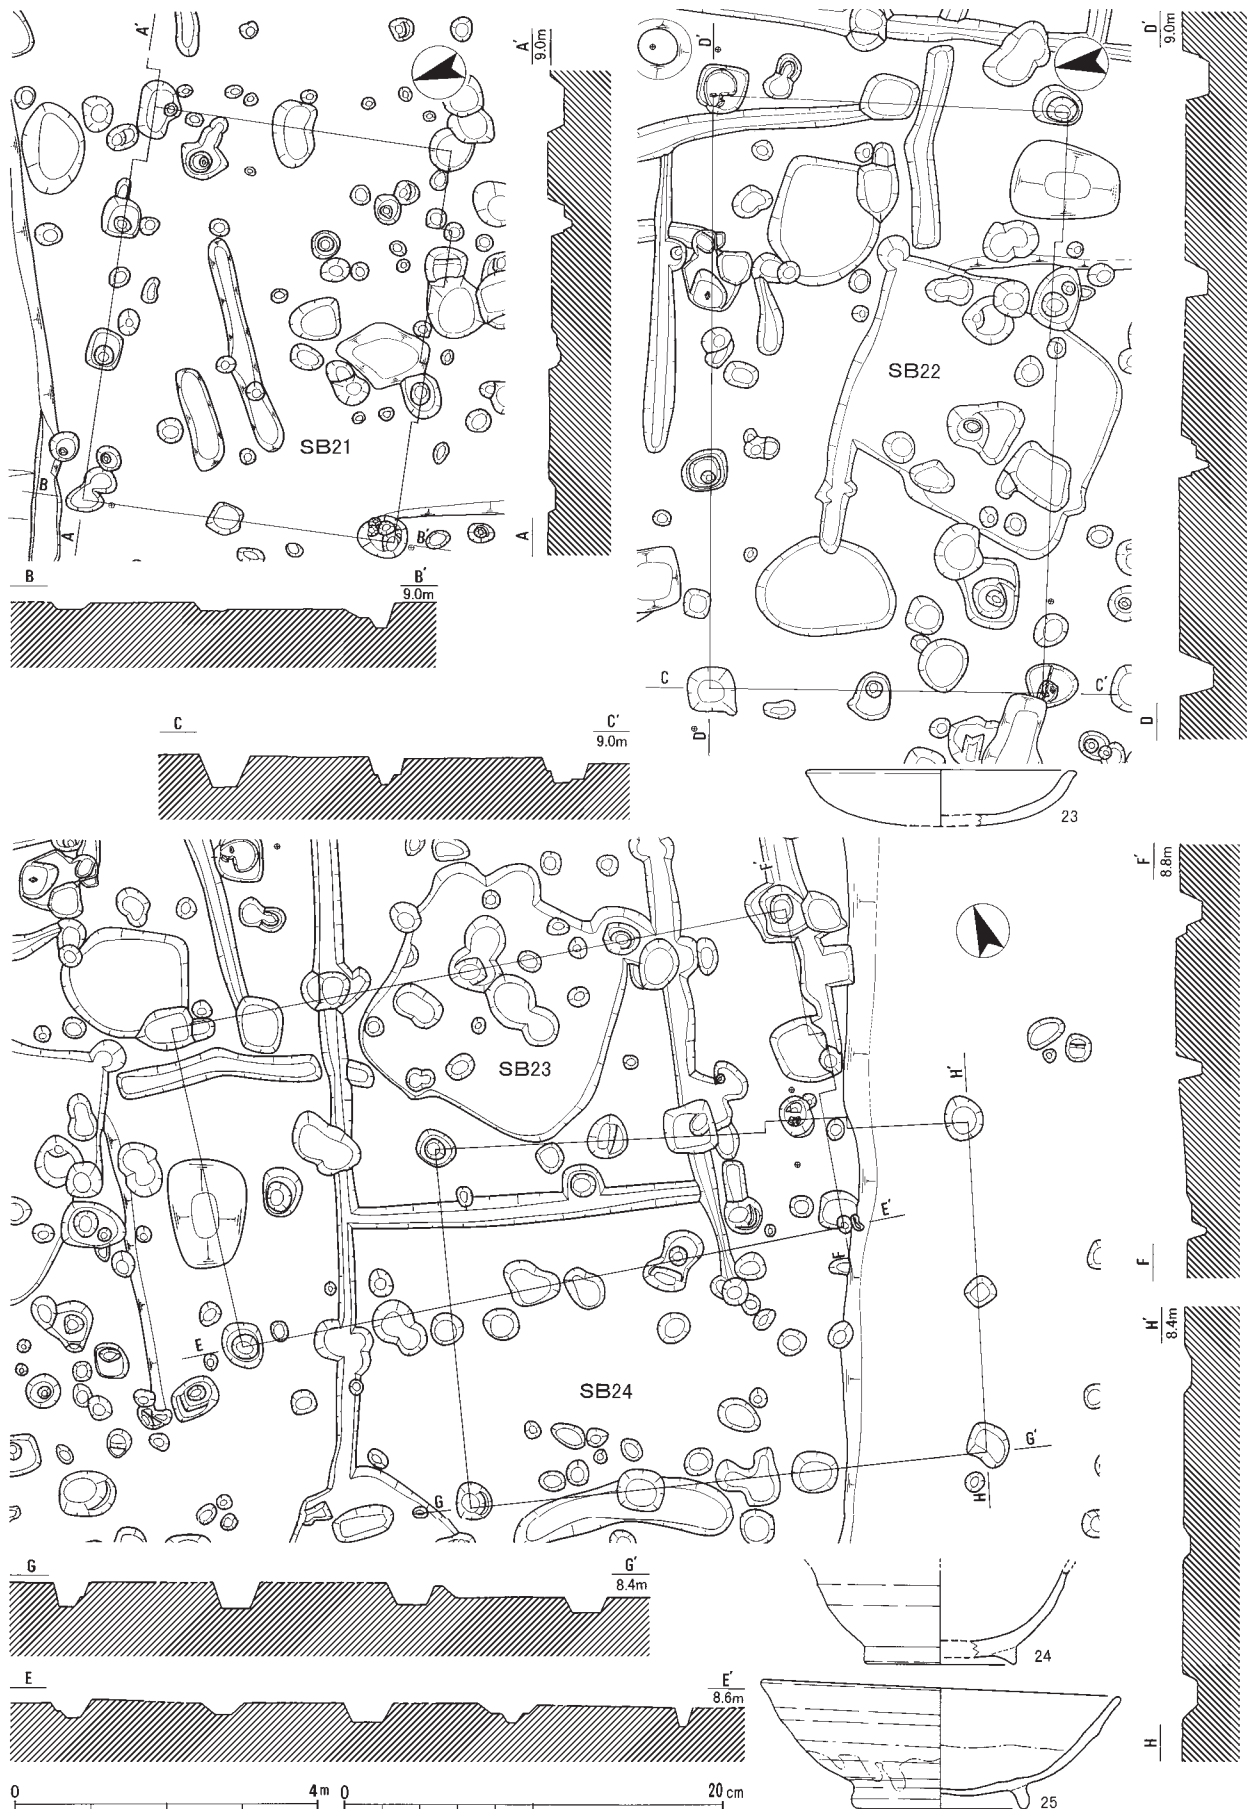 A'
A'
9.0m
SB21
B
B'
A
A
B
B'
9.0m
D'
D'
9.0m
SB22
C
C'
D
D
C
C'
9.0m
23
F'
F'
8.8m
SB23
H'
E'
F
F
E
H'
8.4m
SB24
G'
G
H
G
G'
8.4m
24
E
E'
8.6m
H
25
0
4m
0
20cm